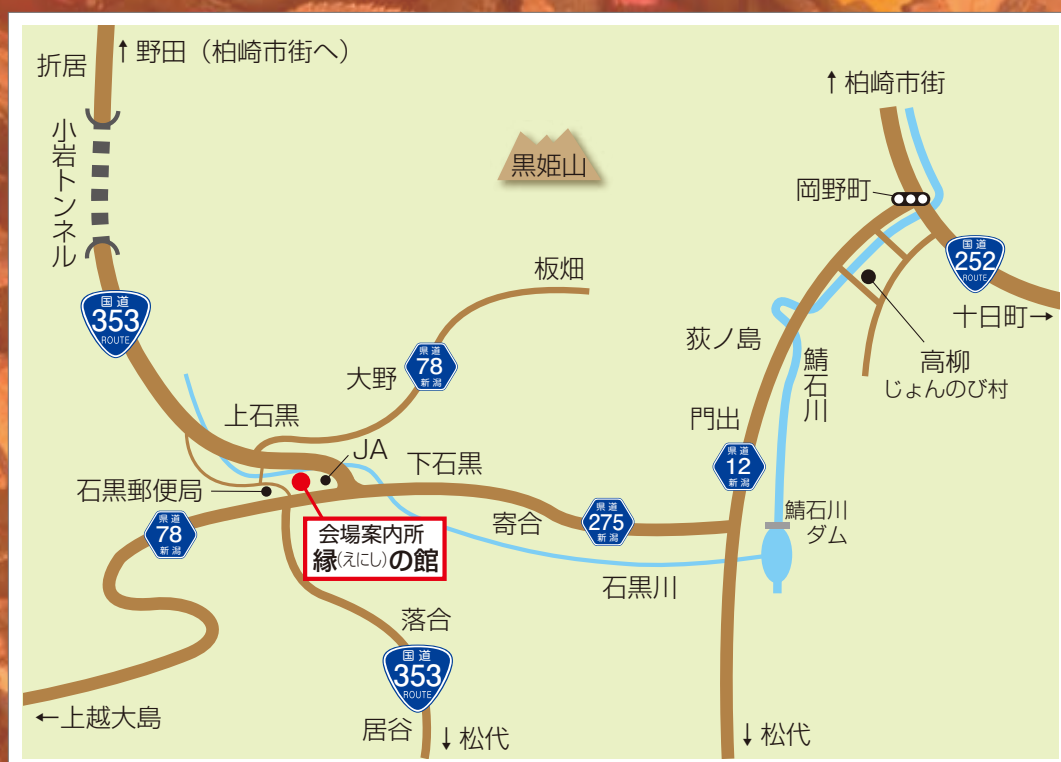 ↑野田（柏崎市街へ）
折居
小岩トンネル
黒姫山
↑柏崎市街
岡野町
国道
252
ROUTE
十日町→
国道
353
ROUTE
板畑
県道
78
新潟
大野
荻ノ島
鯖石川
高柳
じょんのび村
上石黒
JA
下石黒
門出
県道
12
新潟
石黒郵便局
県道
78
新潟
会場案内所
縁(えにし)の館
寄合
県道
275
新潟
鯖石川
ダム
石黒川
落合
国道
353
ROUTE
←上越大島
居谷
↓松代
↓松代